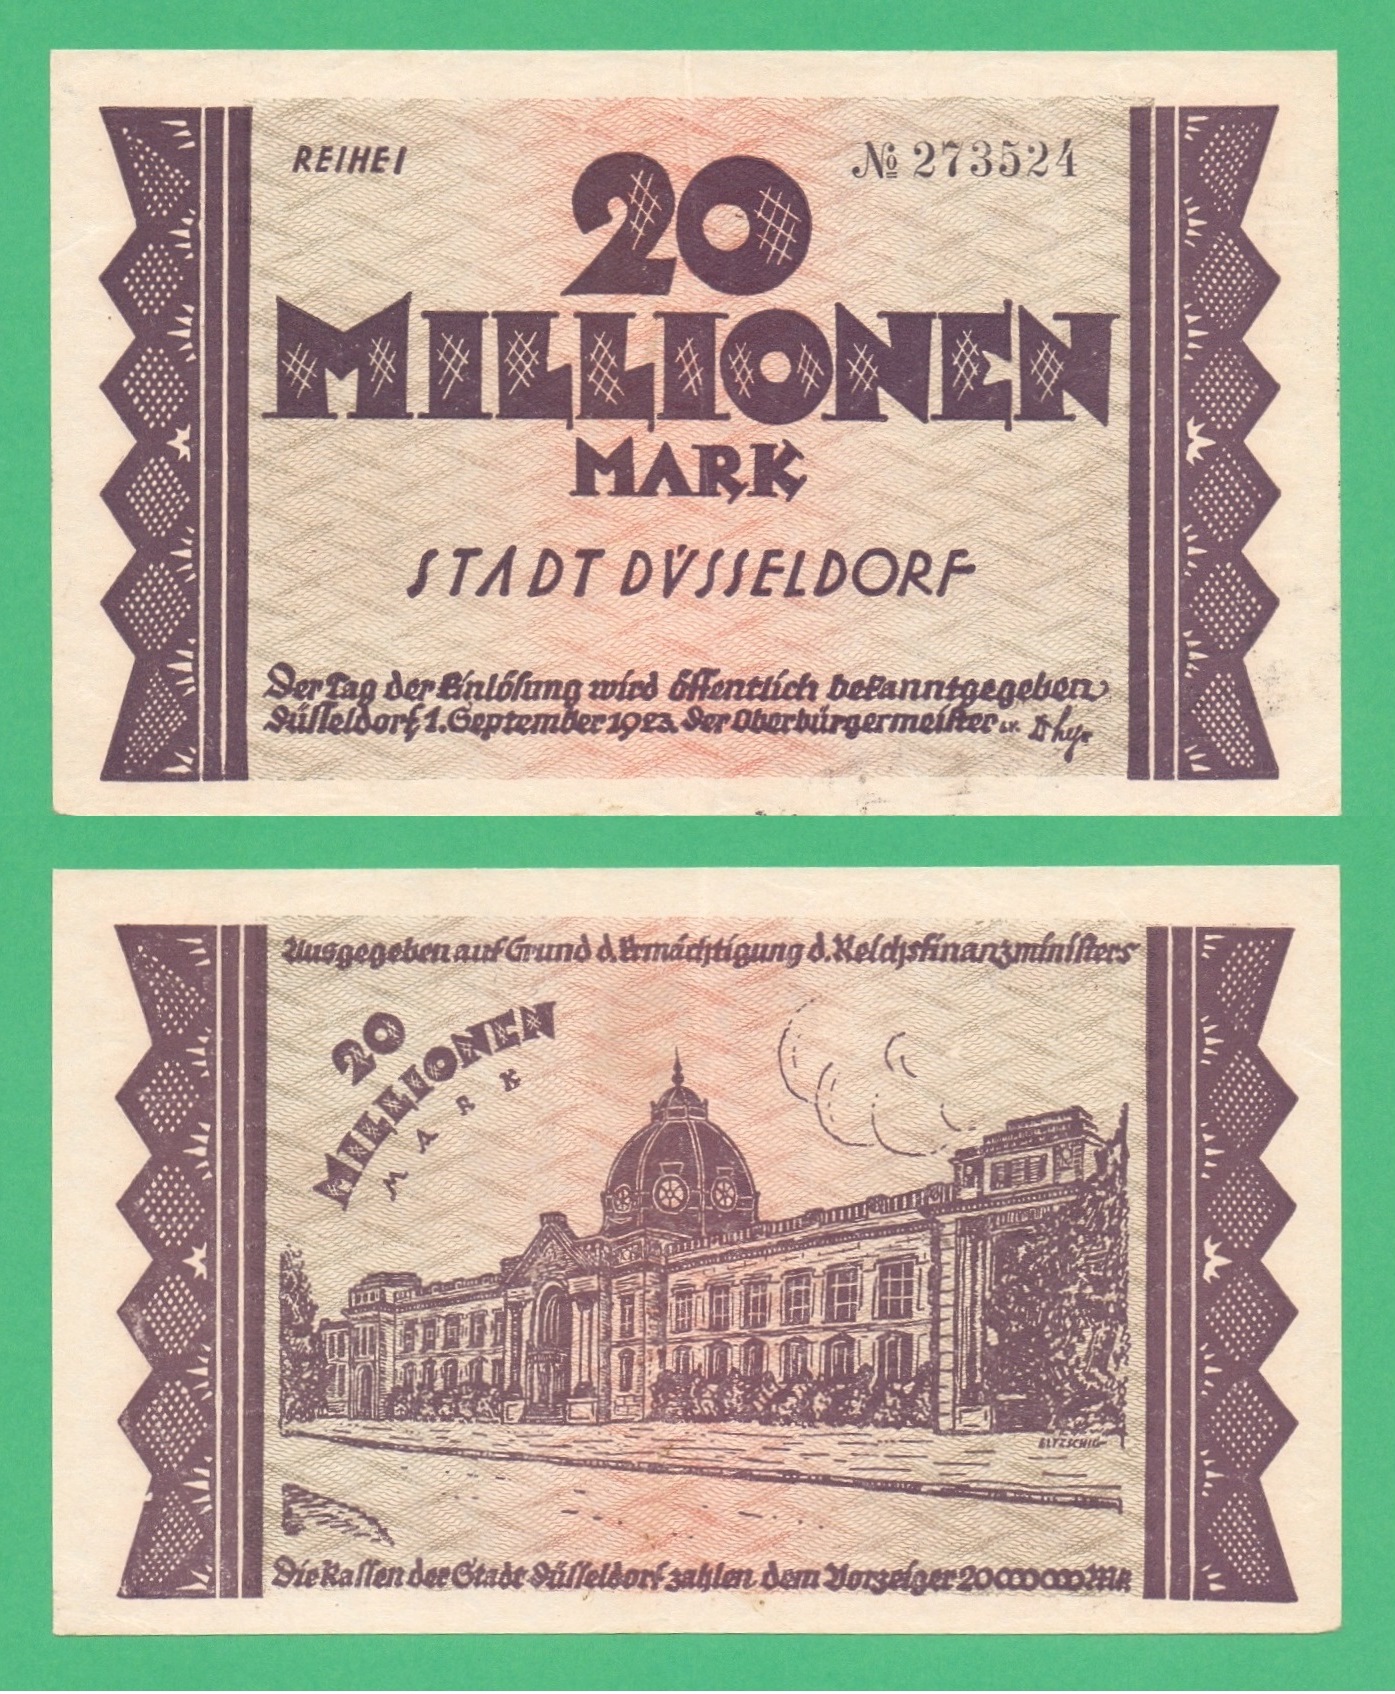 REIHE I
№ 273524
20
MILLIONEN
MARK
STADT DÜSSELDORF
Der Tag der Einlösung wird öffentlich bekanntgegeben
Düsseldorf, 1. September 1923. Der Oberbürgermeister i.V.
Ausgegeben auf Grund d. Ermächtigung d. Reichsfinanzministers
20
MILLIONEN
MARK
Die Kassen der Stadt Düsseldorf zahlen dem Vorzeiger 20000000 Mk